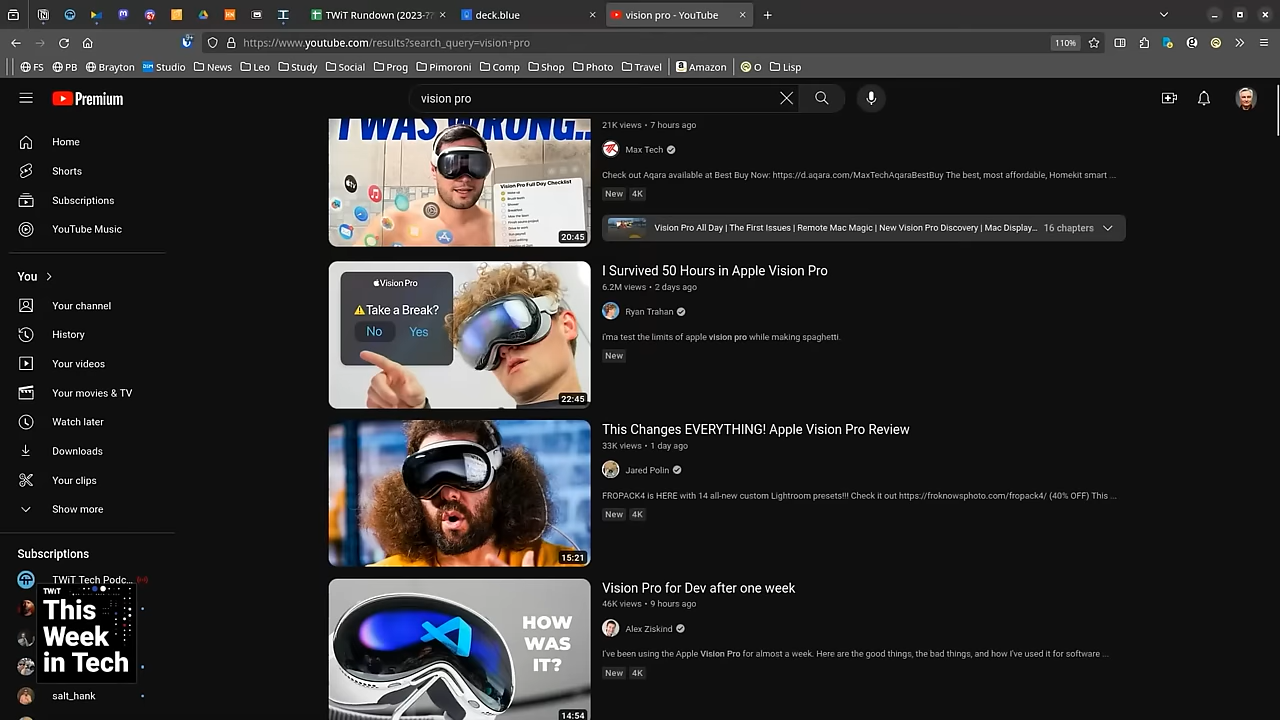 TWiT Rundown (2023-??
deck.blue
vision pro - YouTube
https://www.youtube.com/results?search_query=vision+pro
110%
FS
PB
Brayton
Studio
News
Leo
Study
Social
Prog
Pimoroni
Comp
Shop
Photo
Travel
Amazon
O
Lisp
Premium
vision pro
Home
Shorts
Subscriptions
YouTube Music
You
Your channel
History
Your videos
Your movies & TV
Watch later
Downloads
Your clips
Show more
Subscriptions
TWiT Tech Podc...
TWiT
This
Week
in Tech
salt_hank
I WAS WRONG..
Vision Pro Full Day Checklist
20:45
21K views • 7 hours ago
Max Tech
Check out Aqara available at Best Buy Now: https://d.aqara.com/MaxTechAqaraBestBuy The best, most affordable, Homekit smart ...
New
4K
Vision Pro All Day | The First Issues | Remote Mac Magic | New Vision Pro Discovery | Mac Display...
16 chapters
Vision Pro
Take a Break?
No Yes
22:45
I Survived 50 Hours in Apple Vision Pro
6.2M views • 2 days ago
Ryan Trahan
i'ma test the limits of apple vision pro while making spaghetti.
New
15:21
This Changes EVERYTHING! Apple Vision Pro Review
33K views • 1 day ago
Jared Polin
FROPACK4 is HERE with 14 all-new custom Lightroom presets!!! Check it out https://froknowsphoto.com/fropack4/ (40% OFF) This ...
New
4K
HOW
WAS
IT?
14:54
Vision Pro for Dev after one week
46K views • 9 hours ago
Alex Ziskind
I've been using the Apple Vision Pro for almost a week. Here are the good things, the bad things, and how I've used it for software ...
New
4K